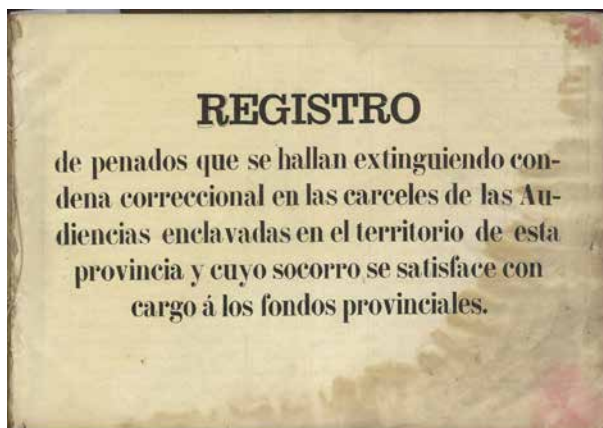 REGISTRO
de penados que se hallan extinguiendo con-
dena correccional en las carceles de las Au-
diencias enclavadas en el territorio de esta
provincia y cuyo socorro se satisface con
cargo á los fondos provinciales.